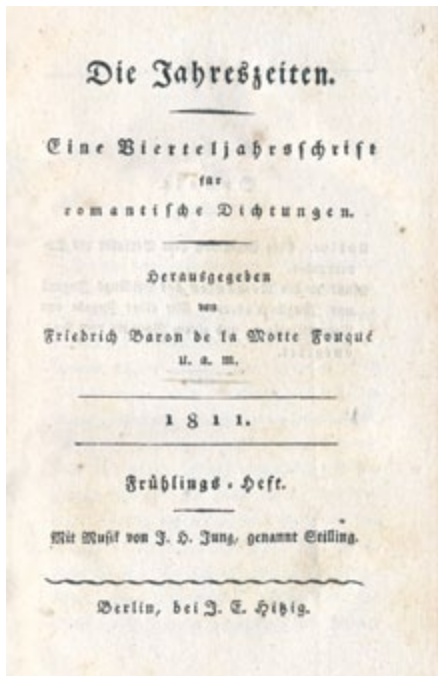 Die Jahreszeiten.
Eine Vierteljahrsschrift
für
romantische Dichtungen.
Herausgegeben
von
Friedrich Baron de la Motte Fouqué
u. a. m.
1811.
Frühlings-Heft.
Mit Musik von J. H. Jung, genannt Stilling.
Berlin, bei J. E. Hitzig.